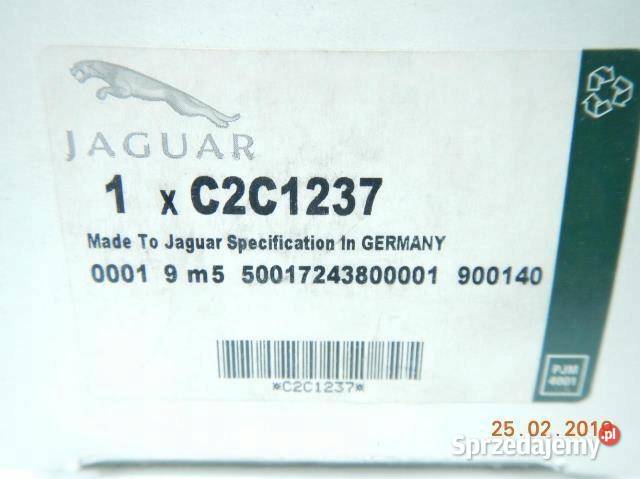 JAGUAR
1 x C2C1237
Made To Jaguar Specification In GERMANY
0001 9 m5 50017243800001 900140
*C2C1237*
PJM
4001
25.02.2019
Sprzedajemy.pl